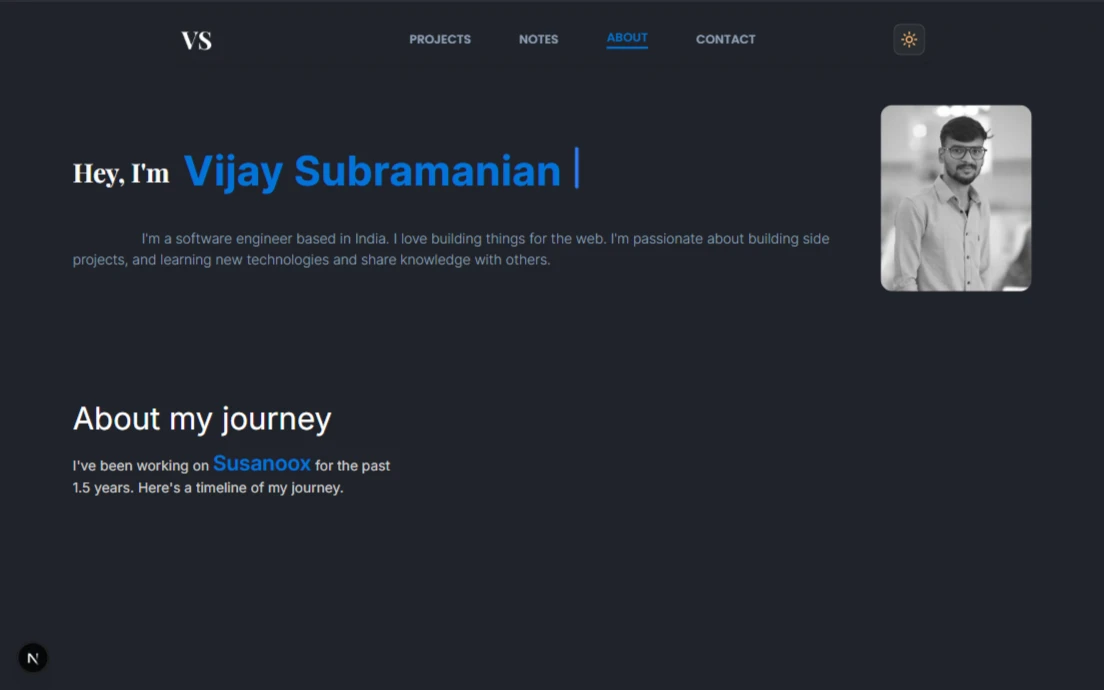 VS
PROJECTS NOTES ABOUT CONTACT
Hey, I'm Vijay Subramanian
I'm a software engineer based in India. I love building things for the web. I'm passionate about building side
projects, and learning new technologies and share knowledge with others.
About my journey
I've been working on Susanoox for the past
1.5 years. Here's a timeline of my journey.
N